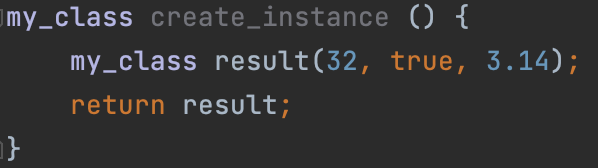 my_class create_instance () {
    my_class result(32, true, 3.14);
    return result;
}